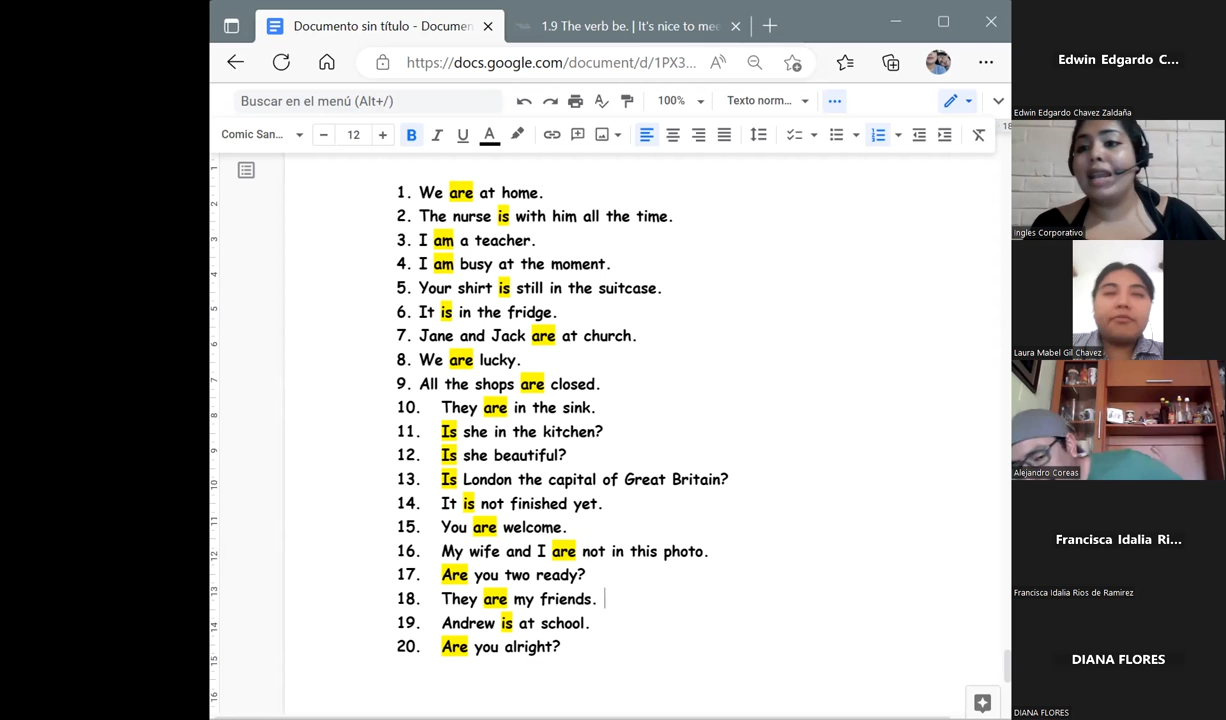 Documento sin título - Documen
1.9 The verb be. | It's nice to mee
https://docs.google.com/document/d/1PX3...
Buscar en el menú (Alt+/)
100%
Texto norm...
Comic San...
12
18
1. We are at home.
2. The nurse is with him all the time.
3. I am a teacher.
4. I am busy at the moment.
5. Your shirt is still in the suitcase.
6. It is in the fridge.
7. Jane and Jack are at church.
8. We are lucky.
9. All the shops are closed.
10. They are in the sink.
11. Is she in the kitchen?
12. Is she beautiful?
13. Is London the capital of Great Britain?
14. It is not finished yet.
15. You are welcome.
16. My wife and I are not in this photo.
17. Are you two ready?
18. They are my friends.
19. Andrew is at school.
20. Are you alright?
Edwin Edgardo C...
Edwin Edgardo Chavez Zaldaña
Ingles Corporativo
Laura Mabel Gil Chavez
Alejandro Coreas
Francisca Idalia Ri...
Francisca Idalia Rios de Ramirez
DIANA FLORES
DIANA FLORES